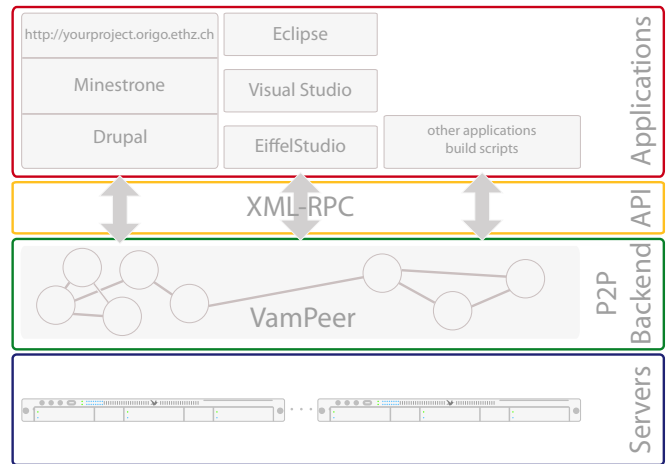 http://yourproject.origo.ethz.ch
Minestrone
Drupal
Eclipse
Visual Studio
EiffelStudio
other applications
build scripts
Applications
XML-RPC
API
VamPeer
P2P
Backend
Servers